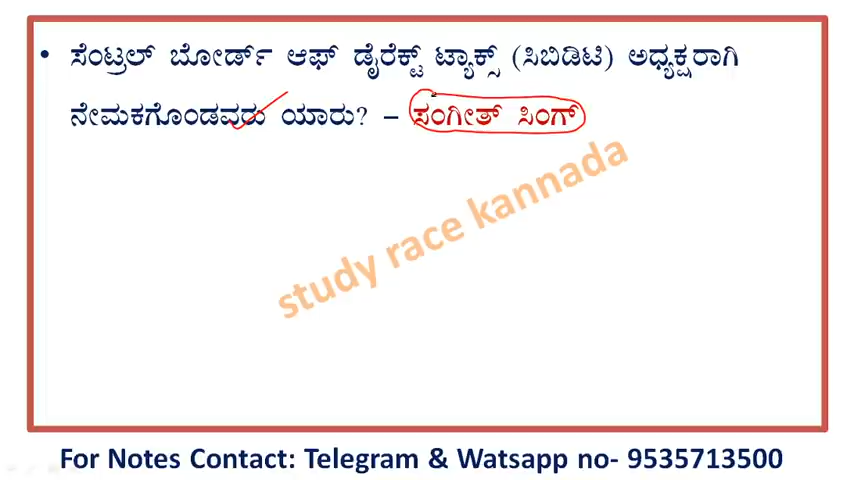 • ಸೆಂಟ್ರಲ್ ಬೋರ್ಡ್ ಆಫ್ ಡೈರೆಕ್ಟ್ ಟ್ಯಾಕ್ಸ್ (ಸಿಬಿಡಿಟಿ) ಅಧ್ಯಕ್ಷರಾಗಿ
ನೇಮಕಗೊಂಡವರು ಯಾರು? – ಸಂಗೀತ್ ಸಿಂಗ್
study race kannada
For Notes Contact: Telegram & Watsapp no- 9535713500